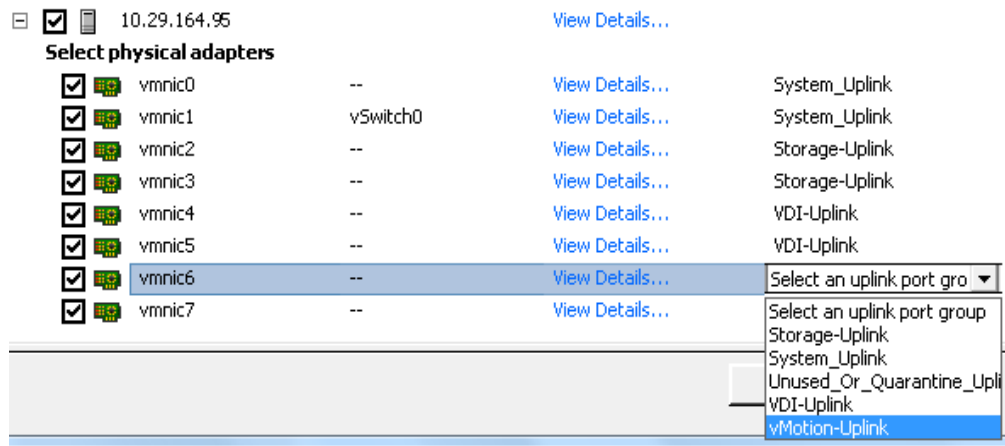 10.29.164.95 View Details...
Select physical adapters
vmnic0 -- View Details... System_Uplink
vmnic1 vSwitch0 View Details... System_Uplink
vmnic2 -- View Details... Storage-Uplink
vmnic3 -- View Details... Storage-Uplink
vmnic4 -- View Details... VDI-Uplink
vmnic5 -- View Details... VDI-Uplink
vmnic6 -- View Details... Select an uplink port gro
vmnic7 -- View Details... Select an uplink port group
Storage-Uplink
System_Uplink
Unused_Or_Quarantine_Upli
VDI-Uplink
vMotion-Uplink